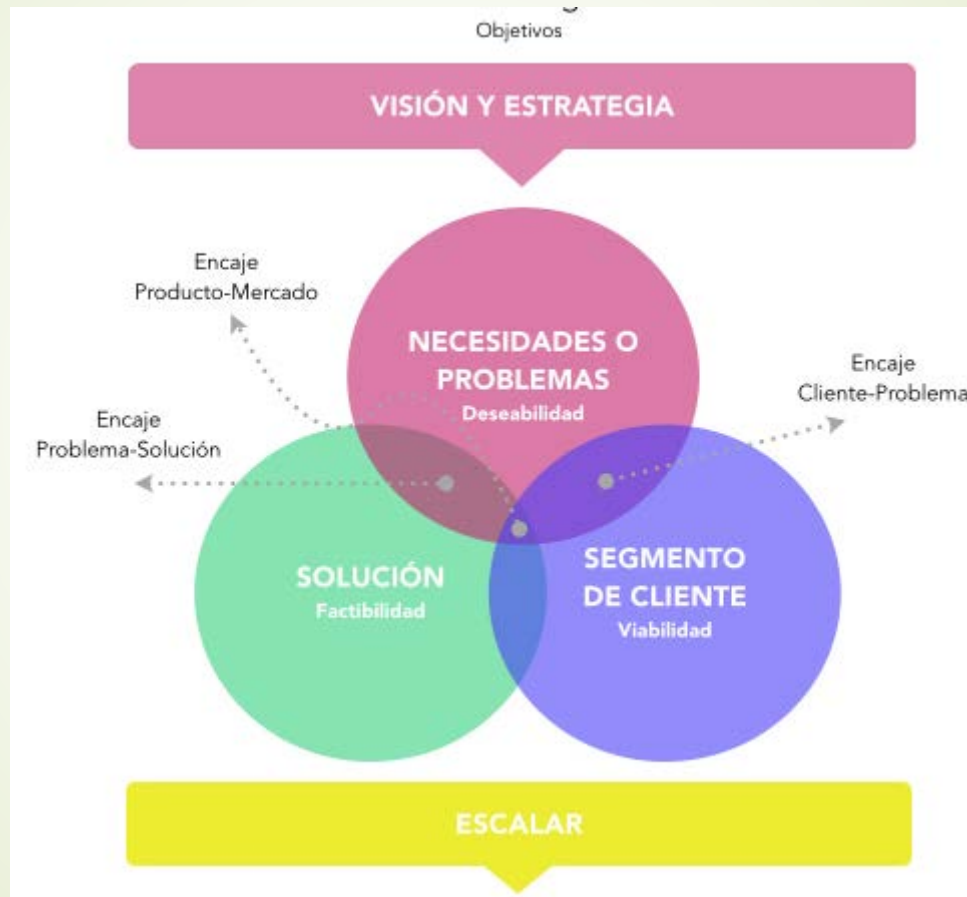 Objetivos
VISIÓN Y ESTRATEGIA
Encaje
Producto-Mercado
NECESIDADES O
PROBLEMAS
Deseabilidad
Encaje
Cliente-Problema
Encaje
Problema-Solución
SOLUCIÓN
Factibilidad
SEGMENTO
DE CLIENTE
Viabilidad
ESCALAR